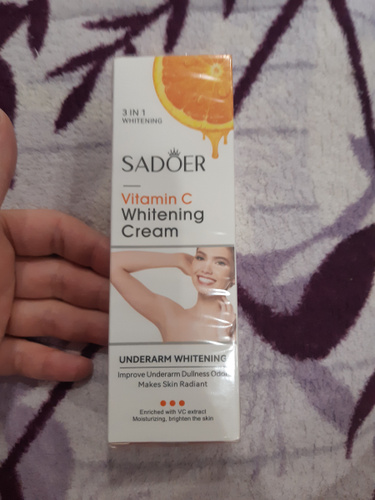 3 IN 1
WHITENING
SADOER
Vitamin C
Whitening
Cream
UNDERARM WHITENING
Improve Underarm Dullness Odor
Makes Skin Radiant
Enriched with VC extract
Moisturizing, brighten the skin